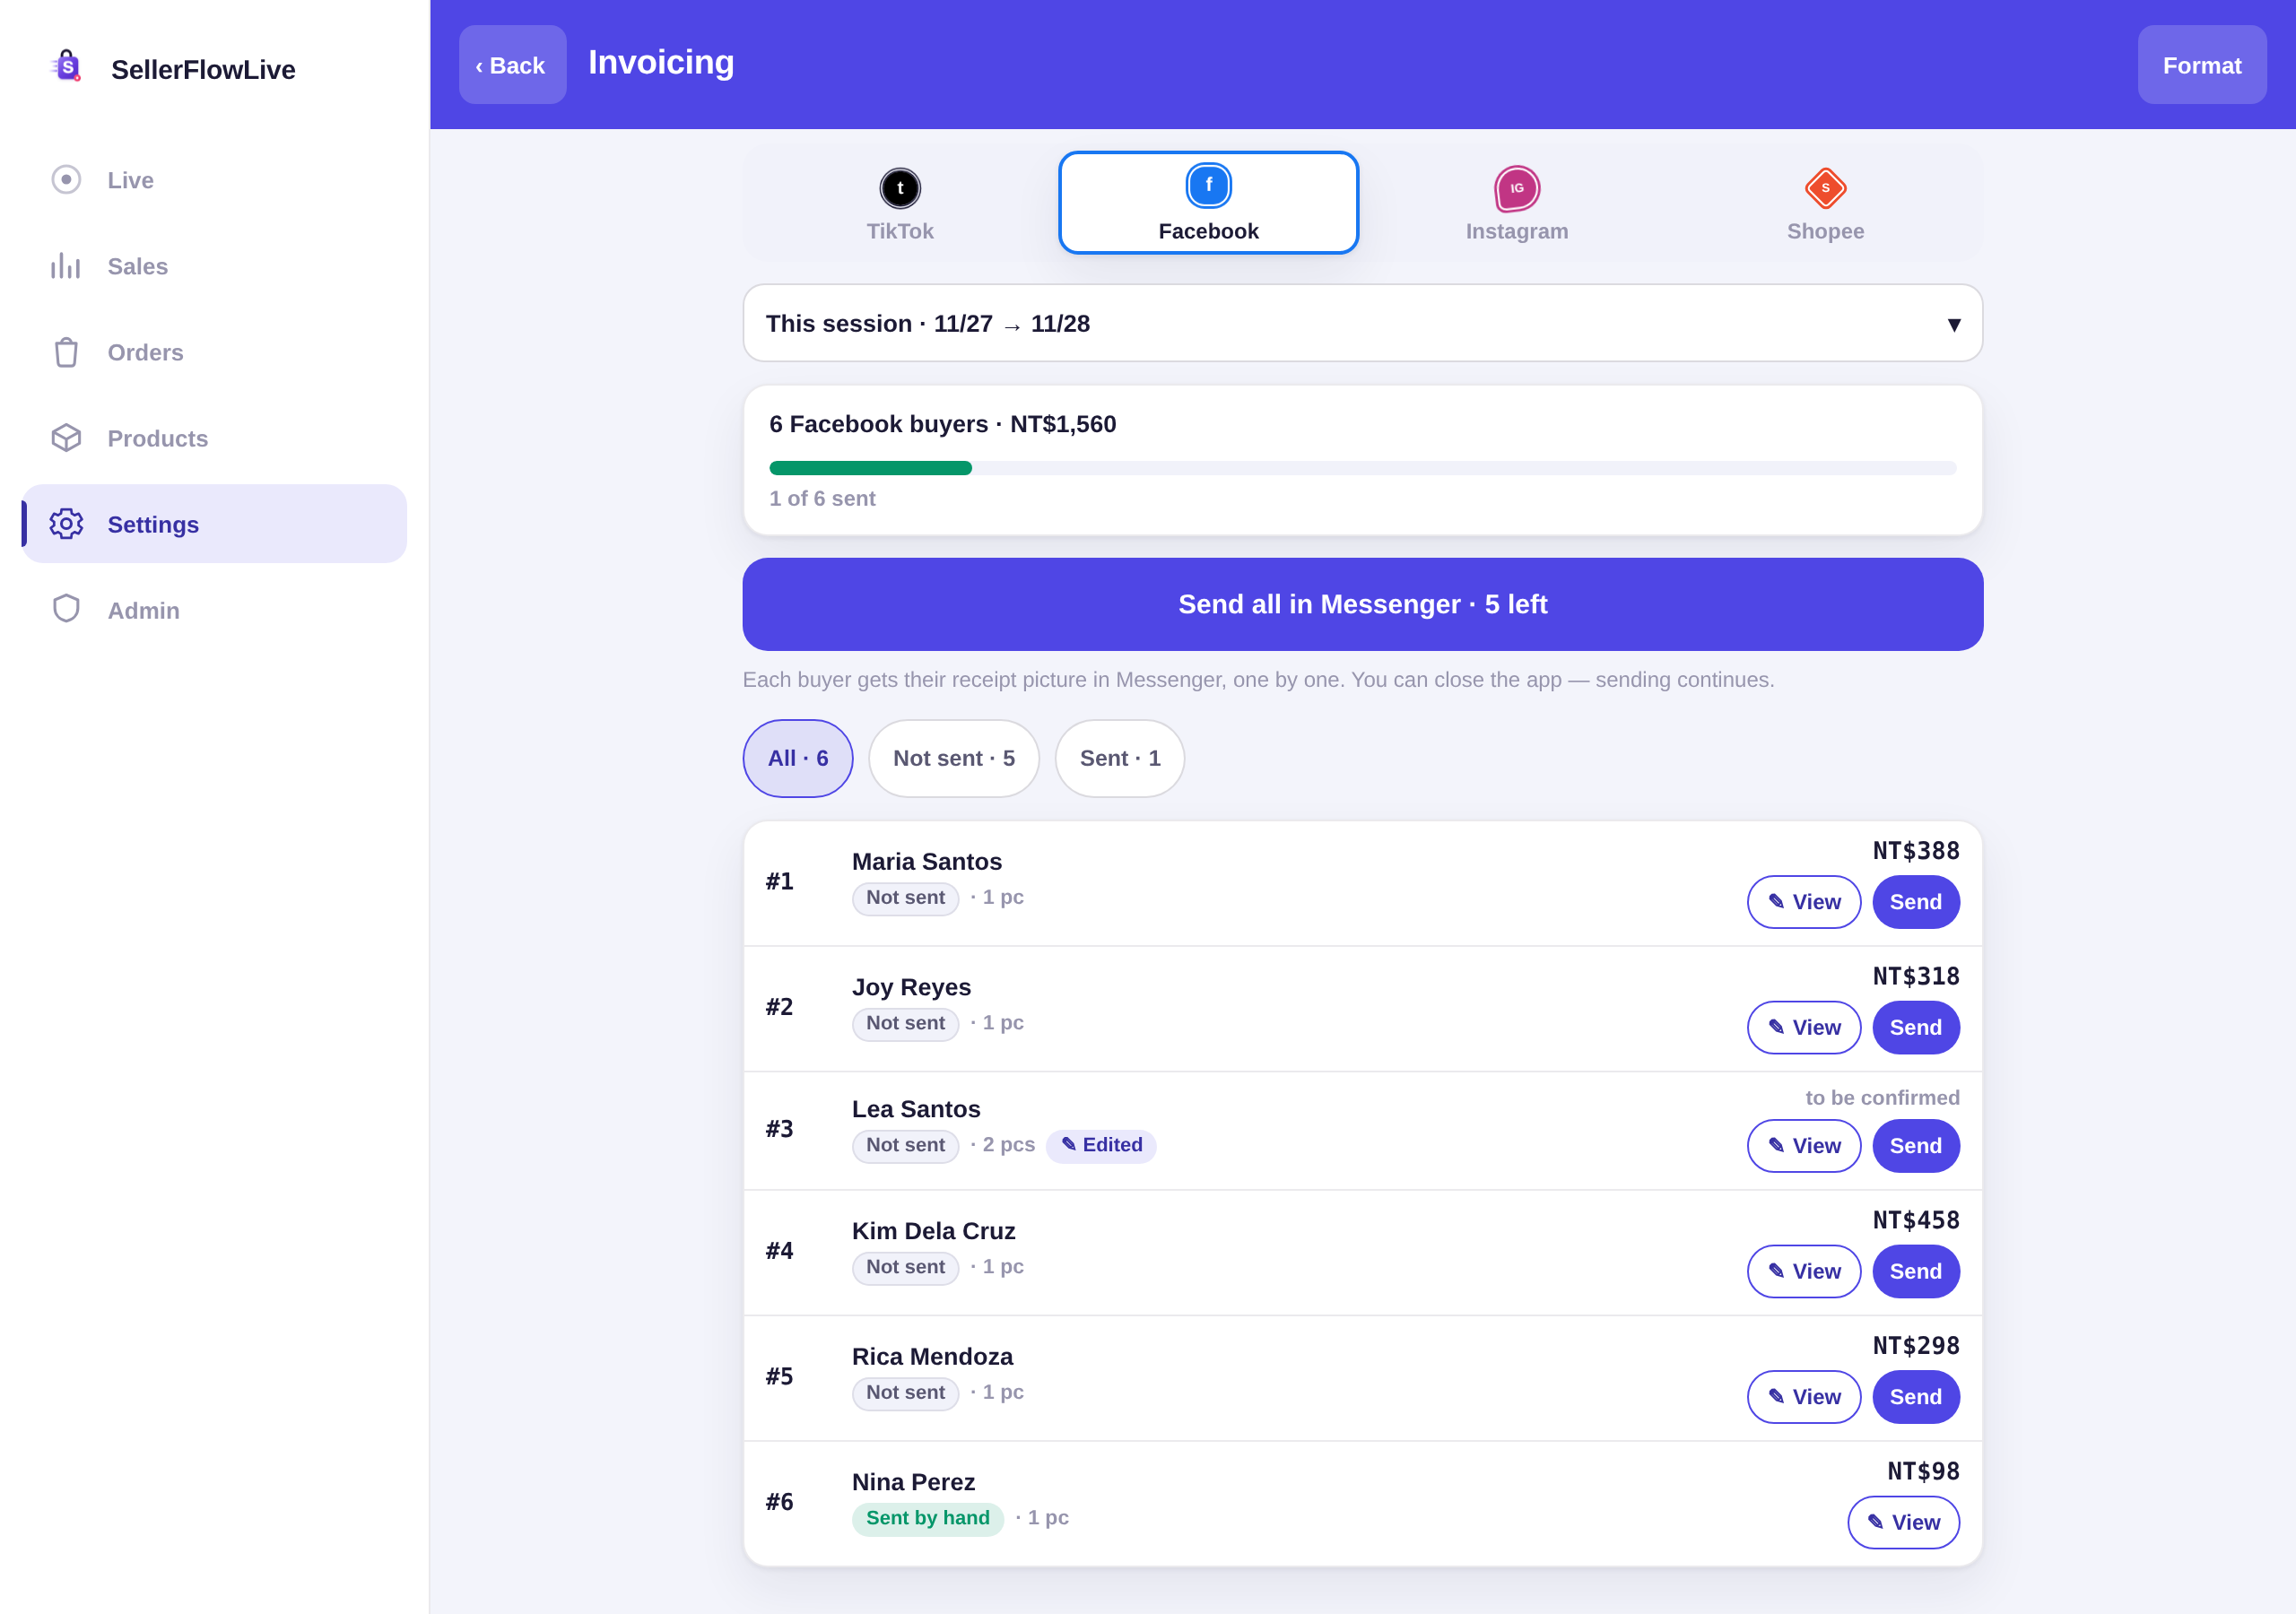 SellerFlowLive
Live
Sales
Orders
Products
Settings
Admin
‹ Back
Invoicing
Format
t
TikTok
f
Facebook
IG
Instagram
S
Shopee
This session · 11/27 → 11/28 ▾
6 Facebook buyers · NT$1,560
1 of 6 sent
Send all in Messenger · 5 left
Each buyer gets their receipt picture in Messenger, one by one. You can close the app — sending continues.
All · 6
Not sent · 5
Sent · 1
#1
Maria Santos
Not sent · 1 pc
NT$388
✎ View
Send
#2
Joy Reyes
Not sent · 1 pc
NT$318
✎ View
Send
#3
Lea Santos
Not sent · 2 pcs ✎ Edited
to be confirmed
✎ View
Send
#4
Kim Dela Cruz
Not sent · 1 pc
NT$458
✎ View
Send
#5
Rica Mendoza
Not sent · 1 pc
NT$298
✎ View
Send
#6
Nina Perez
Sent by hand · 1 pc
NT$98
✎ View